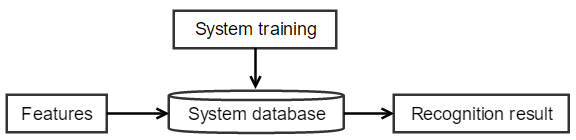 System training
Features
System database
Recognition result